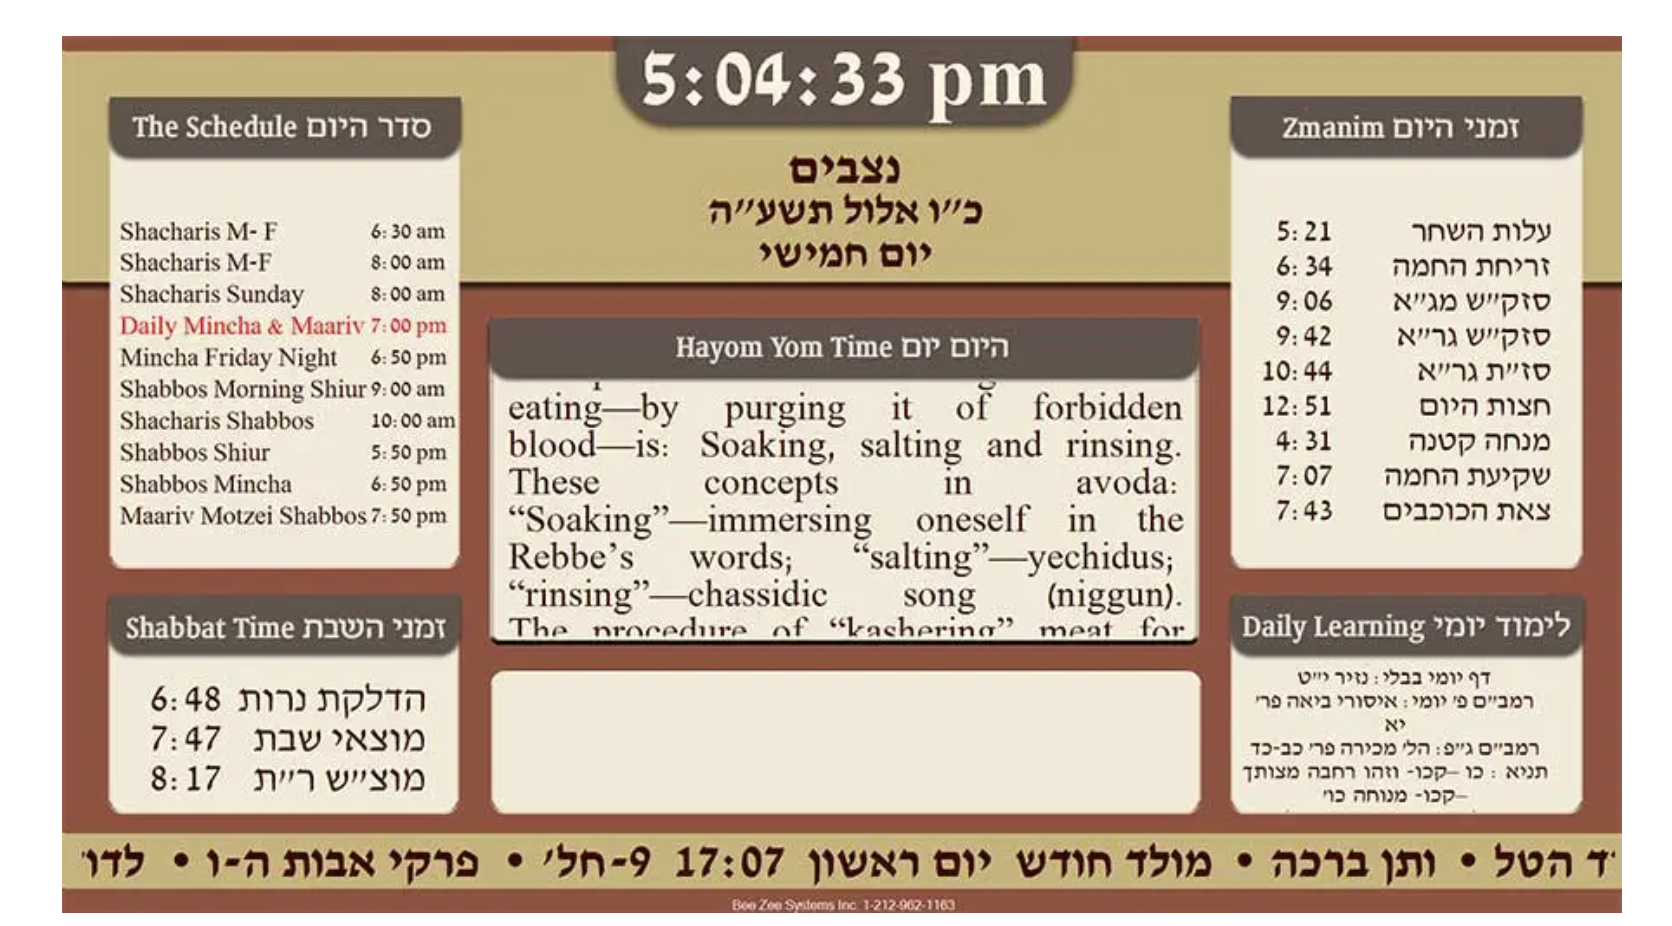 5:04:33 pm
נצבים
כ״ו אלול תשע״ה
יום חמישי
The Schedule סדר היום
Shacharis M- F 6:30 am
Shacharis M-F 8:00 am
Shacharis Sunday 8:00 am
Daily Mincha & Maariv 7:00 pm
Mincha Friday Night 6:50 pm
Shabbos Morning Shiur 9:00 am
Shacharis Shabbos 10:00 am
Shabbos Shiur 5:50 pm
Shabbos Mincha 6:50 pm
Maariv Motzei Shabbos 7:50 pm
Shabbat Time זמני השבת
הדלקת נרות 6:48
מוצאי שבת 7:47
מוצ״ש ר״ת 8:17
Hayom Yom Time היום יום
eating—by purging it of forbidden
blood—is: Soaking, salting and rinsing.
These concepts in avoda:
“Soaking”—immersing oneself in the
Rebbe’s words; “salting”—yechidus;
“rinsing”—chassidic song (niggun).
The procedure of “kashering” meat for
Zmanim זמני היום
עלות השחר 5:21
זריחת החמה 6:34
סזק״ש מג״א 9:06
סזק״ש גר״א 9:42
סז״ת גר״א 10:44
חצות היום 12:51
מנחה קטנה 4:31
שקיעת החמה 7:07
צאת הכוכבים 7:43
Daily Learning לימוד יומי
דף יומי בבלי: נזיר י״ט
רמב״ם פ׳ יומי: איסורי ביאה פר׳
יא
רמב״ם ג״פ: הל׳ מכירה פר׳ כב-כד
תניא : כו –קכו- וזהו רחבה מצותך
–קכו- מנוחה כו׳
הטל • ותן ברכה • מולד חודש יום ראשון 17:07 9-חל׳ • פרקי אבות ה-ו •
Bee Zee Systems Inc. 1-212-962-1163